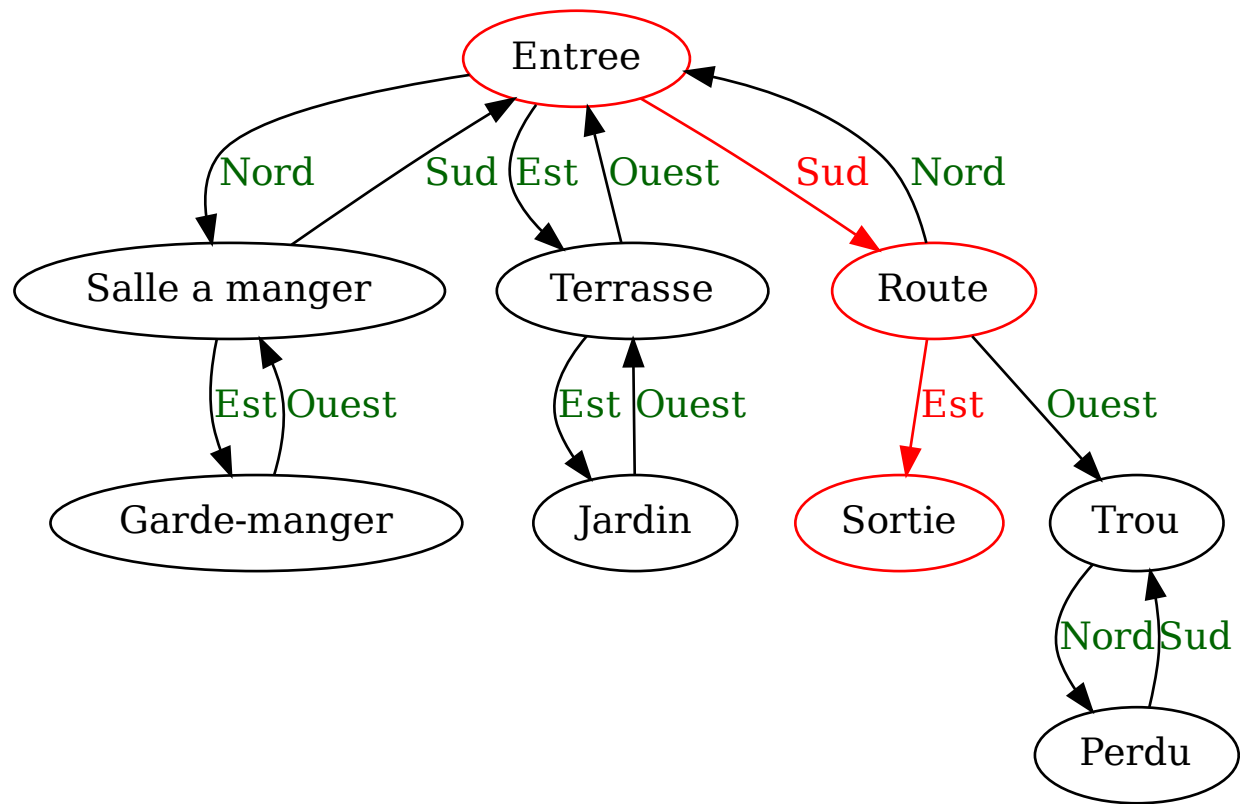 Entree
Nord
Sud
Est
Ouest
Sud
Nord
Salle a manger
Terrasse
Route
Est
Ouest
Est
Ouest
Est
Ouest
Garde-manger
Jardin
Sortie
Trou
Nord
Sud
Perdu